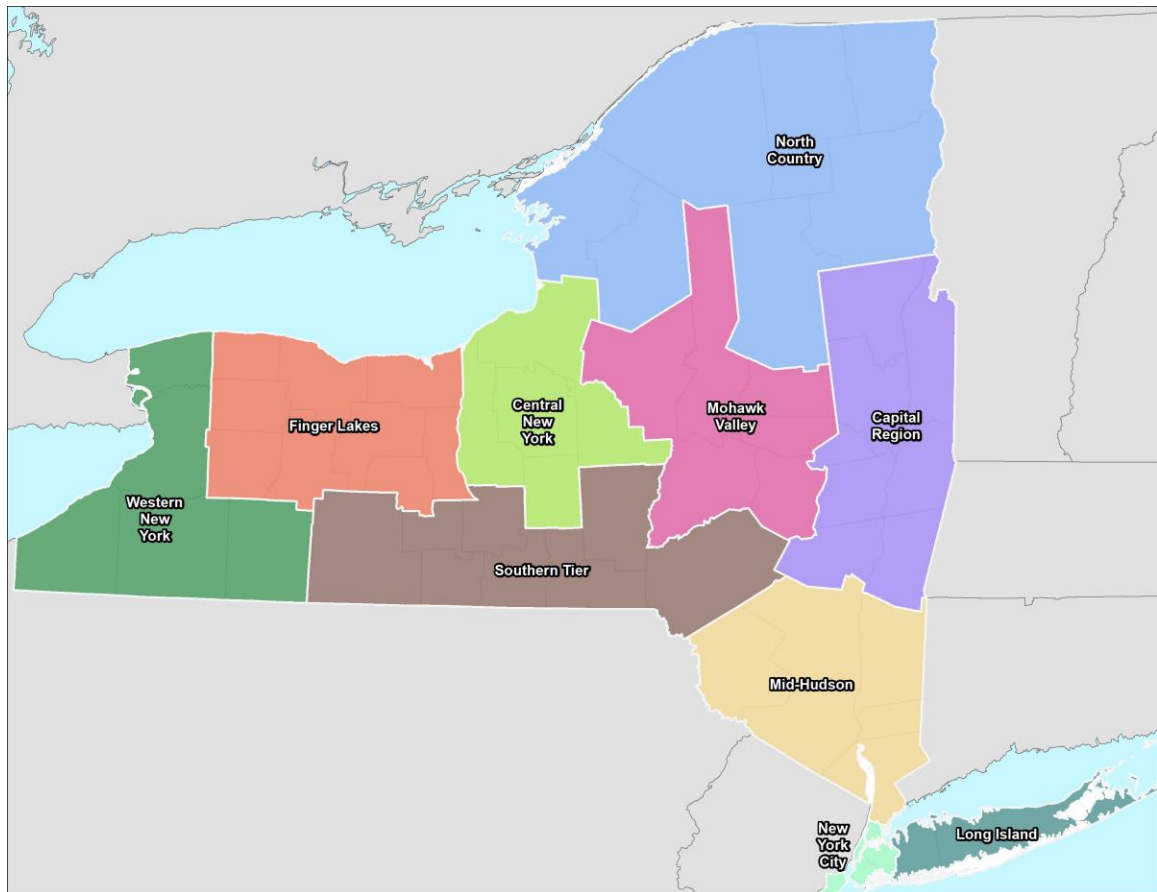 North
Country
Central
New
York
Mohawk
Valley
Capital
Region
Finger Lakes
Western
New
York
Southern Tier
Mid-Hudson
New
York
City
Long Island